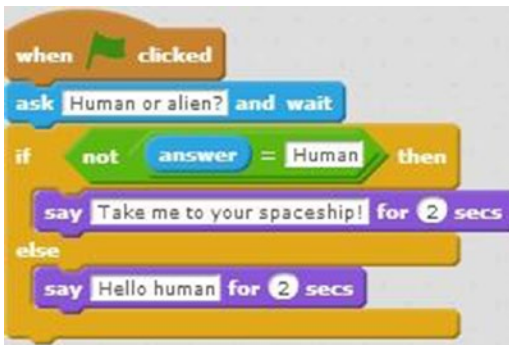 when clicked
ask Human or alien? and wait
if not answer = Human then
say Take me to your spaceship! for 2 secs
else
say Hello human for 2 secs